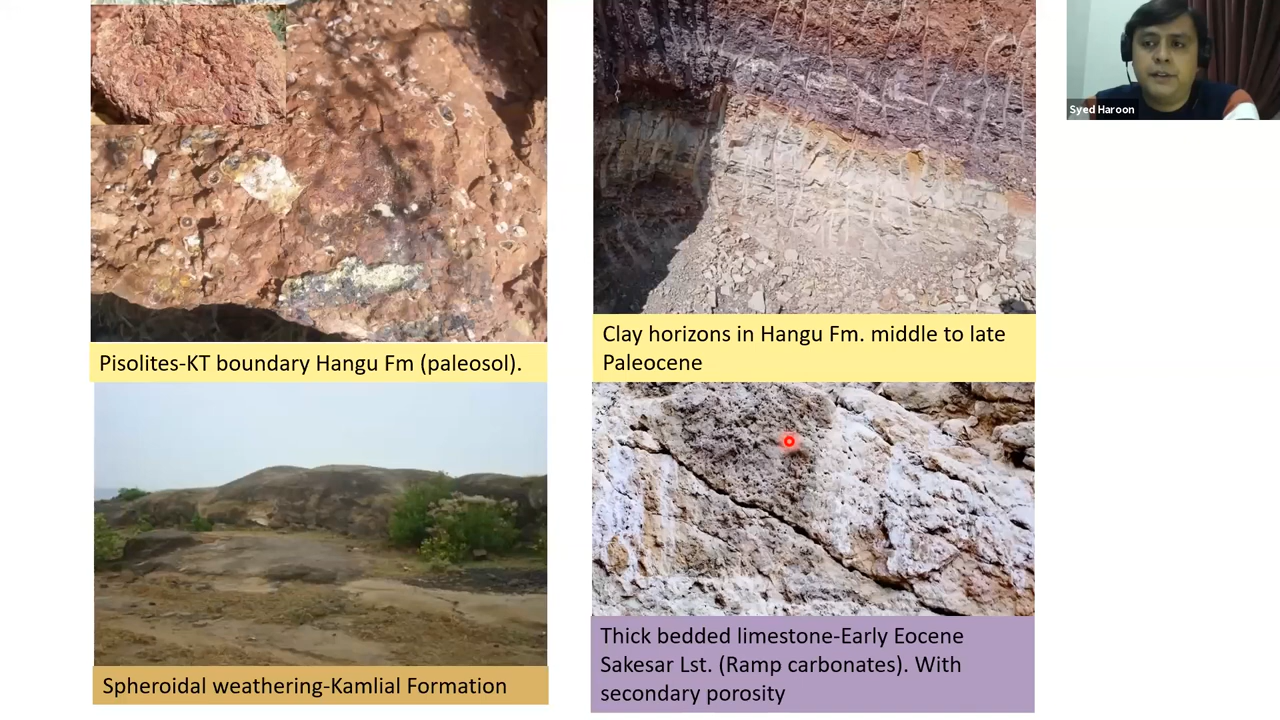 Syed Haroon
Pisolites-KT boundary Hangu Fm (paleosol).
Clay horizons in Hangu Fm. middle to late
Paleocene
Spheroidal weathering-Kamlial Formation
Thick bedded limestone-Early Eocene
Sakesar Lst. (Ramp carbonates). With
secondary porosity